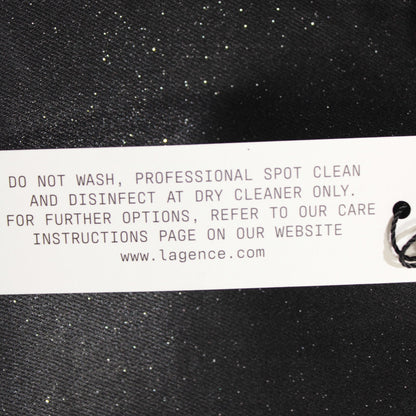 DO NOT WASH, PROFESSIONAL SPOT CLEAN
AND DISINFECT AT DRY CLEANER ONLY.
FOR FURTHER OPTIONS, REFER TO OUR CARE
INSTRUCTIONS PAGE ON OUR WEBSITE
www.lagence.com